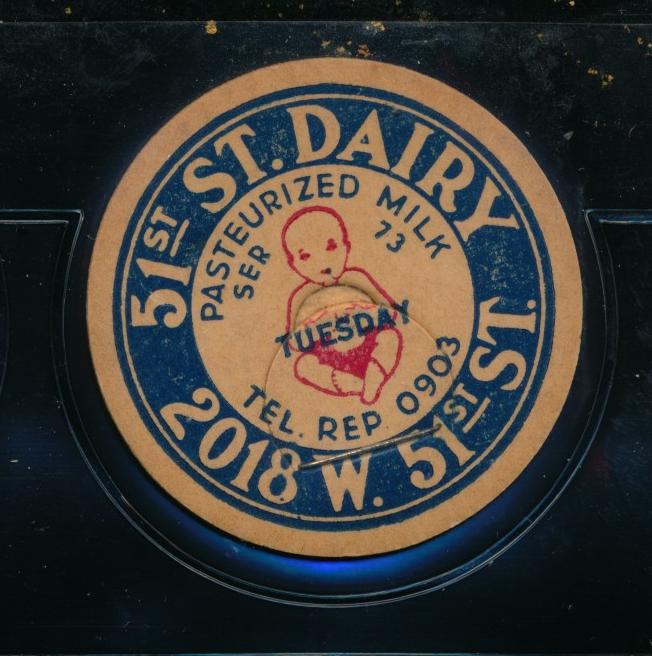 51ST ST. DAIRY
PASTEURIZED MILK
SER 73
TUESDAY
TEL. REP 0903
2018 W. 51ST ST.